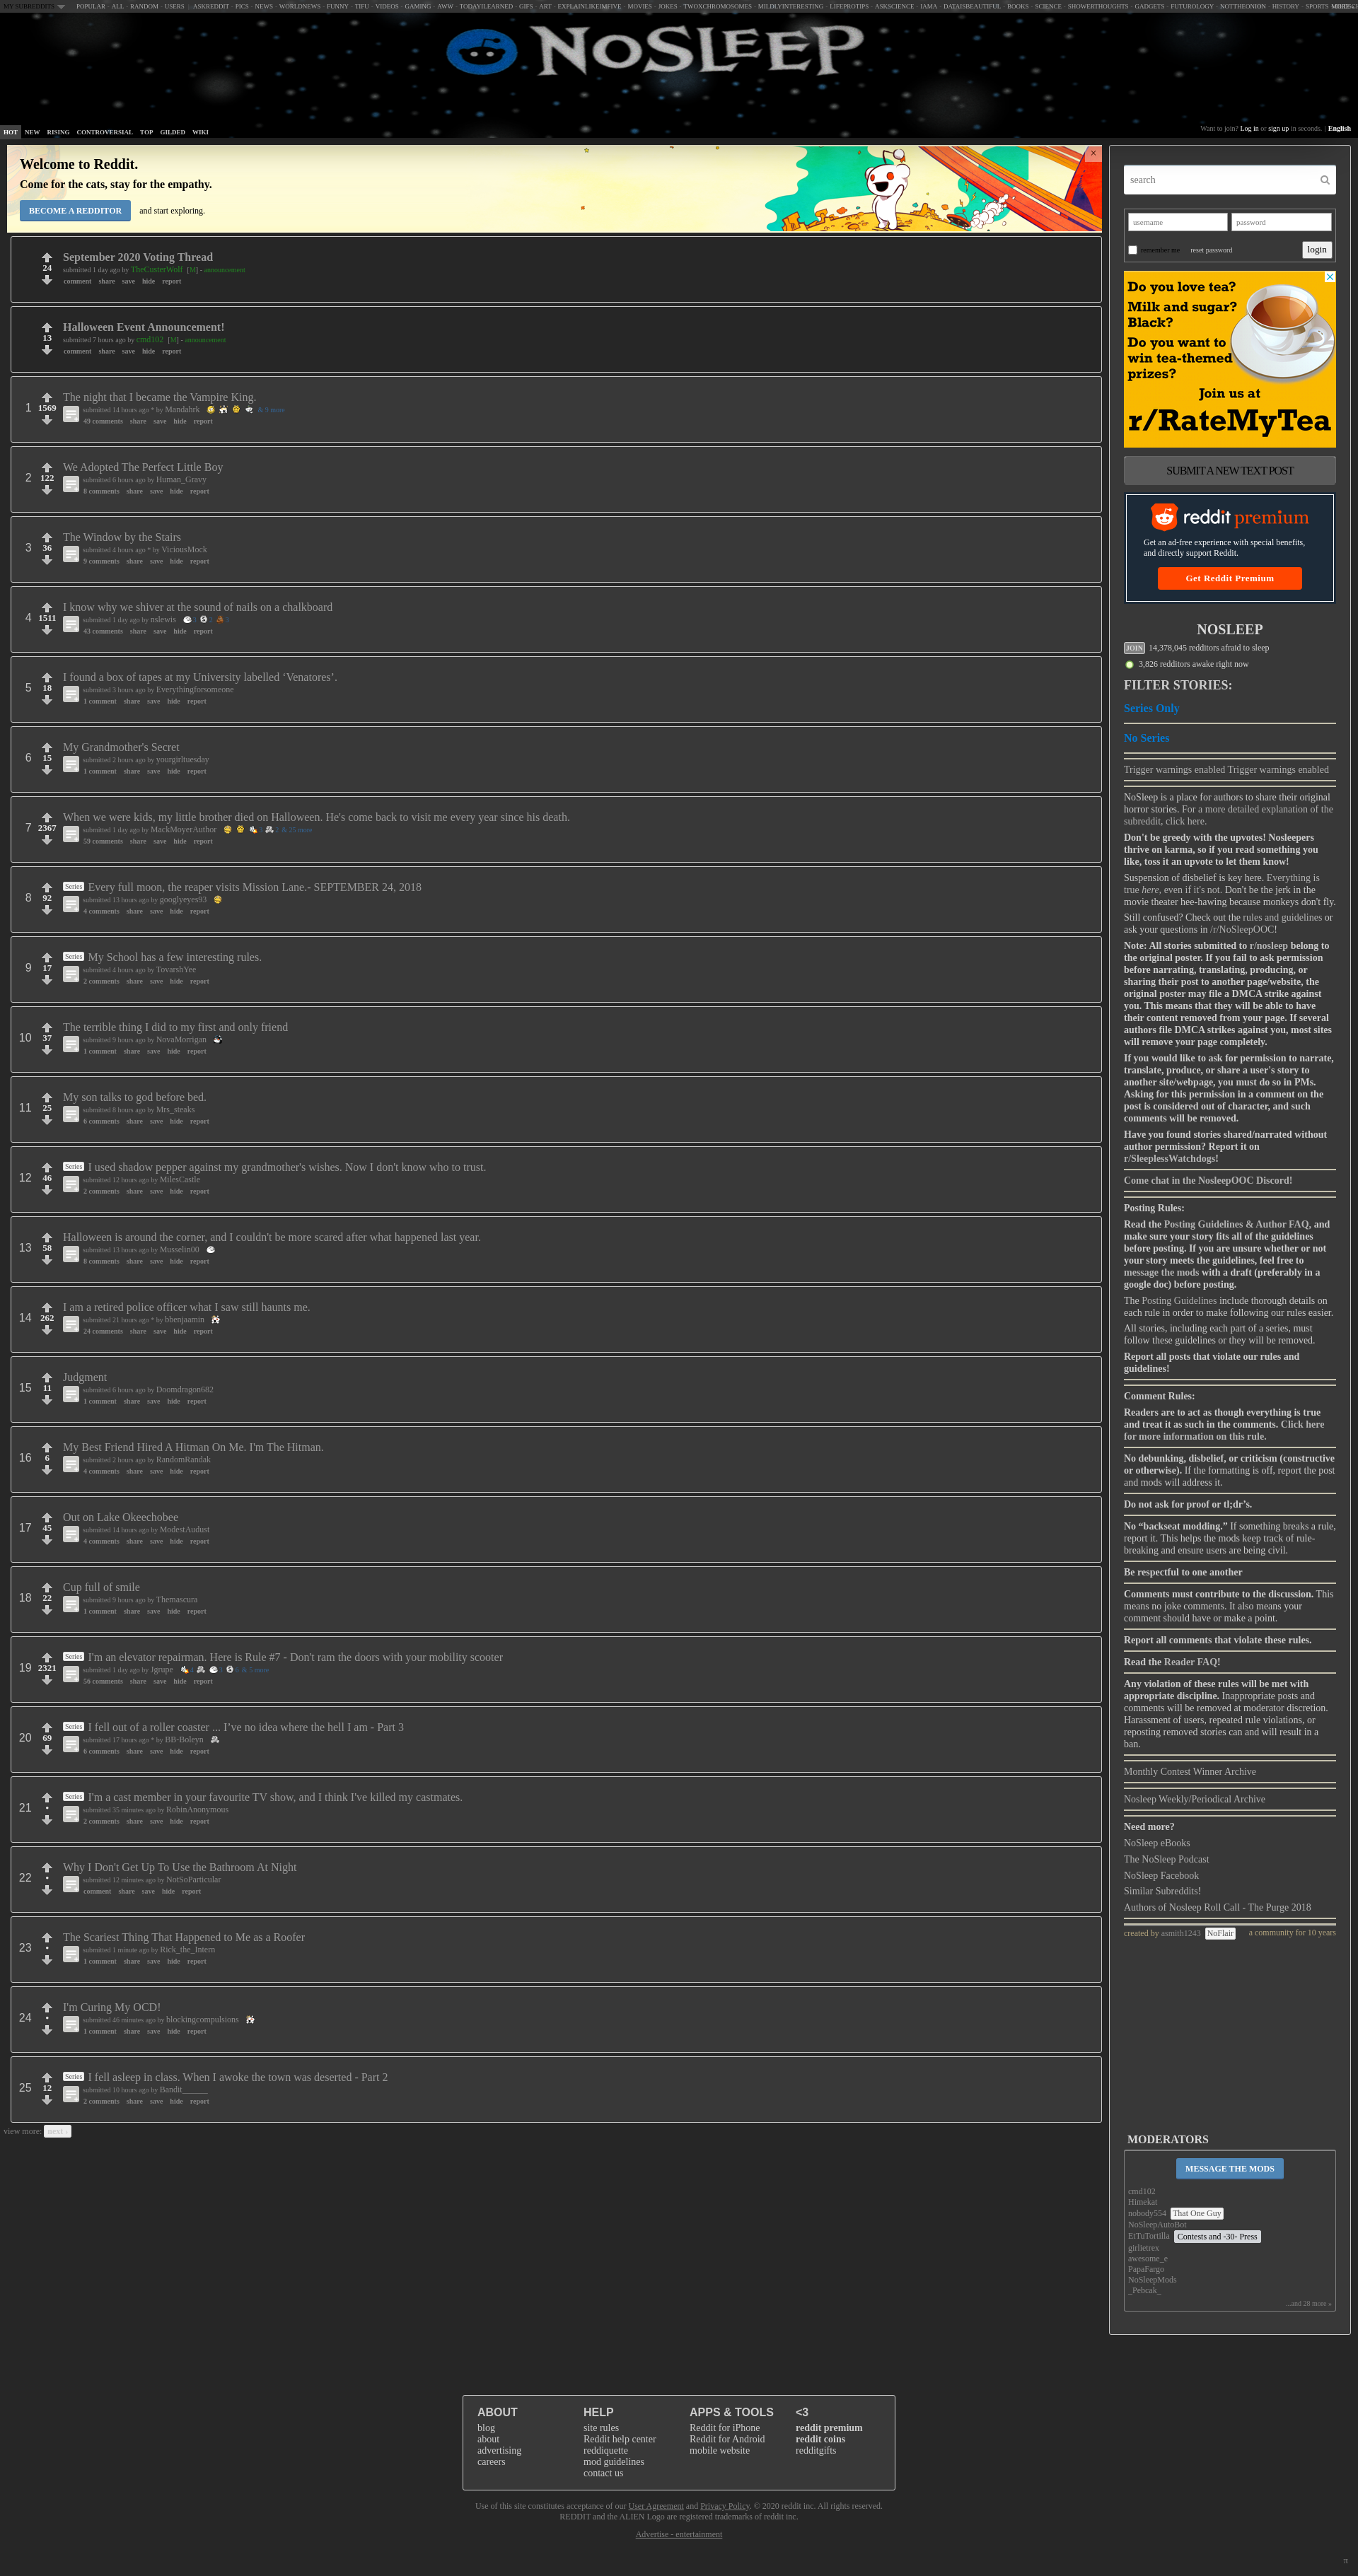 MY SUBREDDITS POPULAR - ALL - RANDOM - USERS | ASKREDDIT - PICS - NEWS - WORLDNEWS - FUNNY - TIFU - VIDEOS - GAMING - AWW - TODAYILEARNED - GIFS - ART - EXPLAINLIKEIMFIVE - MOVIES - JOKES - TWOXCHROMOSOMES - MILDLYINTERESTING - LIFEPROTIPS - ASKSCIENCE - IAMA - DATAISBEAUTIFUL - BOOKS - SCIENCE - SHOWERTHOUGHTS - GADGETS - FUTUROLOGY - NOTTHEONION - HISTORY - SPORTS
NOSLEEP
HOT NEW RISING CONTROVERSIAL TOP GILDED WIKI
Want to join? Log in or sign up in seconds. | English
Welcome to Reddit.
Come for the cats, stay for the empathy.
BECOME A REDDITOR and start exploring.
24
September 2020 Voting Thread
submitted 1 day ago by TheCusterWolf [M] - announcement
comment share save hide report
13
Halloween Event Announcement!
submitted 7 hours ago by cmd102 [M] - announcement
comment share save hide report
1 1569
The night that I became the Vampire King.
submitted 14 hours ago * by Mandahrk & 9 more
49 comments share save hide report
2 122
We Adopted The Perfect Little Boy
submitted 6 hours ago by Human_Gravy
8 comments share save hide report
3 36
The Window by the Stairs
submitted 4 hours ago * by ViciousMock
9 comments share save hide report
4 1511
I know why we shiver at the sound of nails on a chalkboard
submitted 1 day ago by nslewis
43 comments share save hide report
5 18
I found a box of tapes at my University labelled ‘Venatores’.
submitted 3 hours ago by Everythingforsomeone
1 comment share save hide report
6 15
My Grandmother's Secret
submitted 2 hours ago by yourgirltuesday
1 comment share save hide report
7 2367
When we were kids, my little brother died on Halloween. He's come back to visit me every year since his death.
submitted 1 day ago by MackMoyerAuthor & 25 more
59 comments share save hide report
8 92
Series Every full moon, the reaper visits Mission Lane.- SEPTEMBER 24, 2018
submitted 13 hours ago by googlyeyes93
4 comments share save hide report
9 17
Series My School has a few interesting rules.
submitted 4 hours ago by TovarshYee
2 comments share save hide report
10 37
The terrible thing I did to my first and only friend
submitted 9 hours ago by NovaMorrigan
1 comment share save hide report
11 25
My son talks to god before bed.
submitted 8 hours ago by Mrs_steaks
6 comments share save hide report
12 46
Series I used shadow pepper against my grandmother's wishes. Now I don't know who to trust.
submitted 12 hours ago by MilesCastle
2 comments share save hide report
13 58
Halloween is around the corner, and I couldn't be more scared after what happened last year.
submitted 13 hours ago by Musselin00
8 comments share save hide report
14 262
I am a retired police officer what I saw still haunts me.
submitted 21 hours ago * by bbenjaamin
24 comments share save hide report
15 11
Judgment
submitted 6 hours ago by Doomdragon682
1 comment share save hide report
16 6
My Best Friend Hired A Hitman On Me. I'm The Hitman.
submitted 2 hours ago by RandomRandak
4 comments share save hide report
17 45
Out on Lake Okeechobee
submitted 14 hours ago by ModestAudust
4 comments share save hide report
18 22
Cup full of smile
submitted 9 hours ago by Themascura
1 comment share save hide report
19 2321
Series I'm an elevator repairman. Here is Rule #7 - Don't ram the doors with your mobility scooter
submitted 1 day ago by Jgrupe & 5 more
56 comments share save hide report
20 69
Series I fell out of a roller coaster ... I’ve no idea where the hell I am - Part 3
submitted 17 hours ago * by BB-Boleyn
6 comments share save hide report
21 •
Series I'm a cast member in your favourite TV show, and I think I've killed my castmates.
submitted 35 minutes ago by RobinAnonymous
2 comments share save hide report
22 •
Why I Don't Get Up To Use the Bathroom At Night
submitted 12 minutes ago by NotSoParticular
comment share save hide report
23 •
The Scariest Thing That Happened to Me as a Roofer
submitted 1 minute ago by Rick_the_Intern
1 comment share save hide report
24 •
I'm Curing My OCD!
submitted 46 minutes ago by blockingcompulsions
1 comment share save hide report
25 12
Series I fell asleep in class. When I awoke the town was deserted - Part 2
submitted 10 hours ago by Bandit______
2 comments share save hide report
view more: next ›
search
username password
remember me reset password login
Do you love tea?
Milk and sugar?
Black?
Do you want to
win tea-themed
prizes?
Join us at
r/RateMyTea
SUBMIT A NEW TEXT POST
reddit premium
Get an ad-free experience with special benefits,
and directly support Reddit.
Get Reddit Premium
NOSLEEP
JOIN 14,378,045 redditors afraid to sleep
3,826 redditors awake right now
FILTER STORIES:
Series Only
No Series
Trigger warnings enabled Trigger warnings enabled
NoSleep is a place for authors to share their original
horror stories. For a more detailed explanation of the
subreddit, click here.
Don't be greedy with the upvotes! Nosleepers
thrive on karma, so if you read something you
like, toss it an upvote to let them know!
Suspension of disbelief is key here. Everything is
true here, even if it's not. Don't be the jerk in the
movie theater hee-hawing because monkeys don't fly.
Still confused? Check out the rules and guidelines or
ask your questions in /r/NoSleepOOC!
Note: All stories submitted to r/nosleep belong to
the original poster. If you fail to ask permission
before narrating, translating, producing, or
sharing their post to another page/website, the
original poster may file a DMCA strike against
you. This means that they will be able to have
their content removed from your page. If several
authors file DMCA strikes against you, most sites
will remove your page completely.
If you would like to ask for permission to narrate,
translate, produce, or share a user's story to
another site/webpage, you must do so in PMs.
Asking for this permission in a comment on the
post is considered out of character, and such
comments will be removed.
Have you found stories shared/narrated without
author permission? Report it on
r/SleeplessWatchdogs!
Come chat in the NosleepOOC Discord!
Posting Rules:
Read the Posting Guidelines & Author FAQ, and
make sure your story fits all of the guidelines
before posting. If you are unsure whether or not
your story meets the guidelines, feel free to
message the mods with a draft (preferably in a
google doc) before posting.
The Posting Guidelines include thorough details on
each rule in order to make following our rules easier.
All stories, including each part of a series, must
follow these guidelines or they will be removed.
Report all posts that violate our rules and
guidelines!
Comment Rules:
Readers are to act as though everything is true
and treat it as such in the comments. Click here
for more information on this rule.
No debunking, disbelief, or criticism (constructive
or otherwise). If the formatting is off, report the post
and mods will address it.
Do not ask for proof or tl;dr’s.
No “backseat modding.” If something breaks a rule,
report it. This helps the mods keep track of rule-
breaking and ensure users are being civil.
Be respectful to one another
Comments must contribute to the discussion. This
means no joke comments. It also means your
comment should have or make a point.
Report all comments that violate these rules.
Read the Reader FAQ!
Any violation of these rules will be met with
appropriate discipline. Inappropriate posts and
comments will be removed at moderator discretion.
Harassment of users, repeated rule violations, or
reposting removed stories can and will result in a
ban.
Monthly Contest Winner Archive
Nosleep Weekly/Periodical Archive
Need more?
NoSleep eBooks
The NoSleep Podcast
NoSleep Facebook
Similar Subreddits!
Authors of Nosleep Roll Call - The Purge 2018
created by asmith1243 NoFlair a community for 10 years
MODERATORS
MESSAGE THE MODS
cmd102
Himekat
nobody554 That One Guy
NoSleepAutoBot
EtTuTortilla Contests and -30- Press
girlietrex
awesome_e
PapaFargo
NoSleepMods
_Pebcak_
...and 28 more »
ABOUT
blog
about
advertising
careers
HELP
site rules
Reddit help center
reddiquette
mod guidelines
contact us
APPS & TOOLS
Reddit for iPhone
Reddit for Android
mobile website
<3
reddit premium
reddit coins
redditgifts
Use of this site constitutes acceptance of our User Agreement and Privacy Policy. © 2020 reddit inc. All rights reserved.
REDDIT and the ALIEN Logo are registered trademarks of reddit inc.
Advertise - entertainment
π